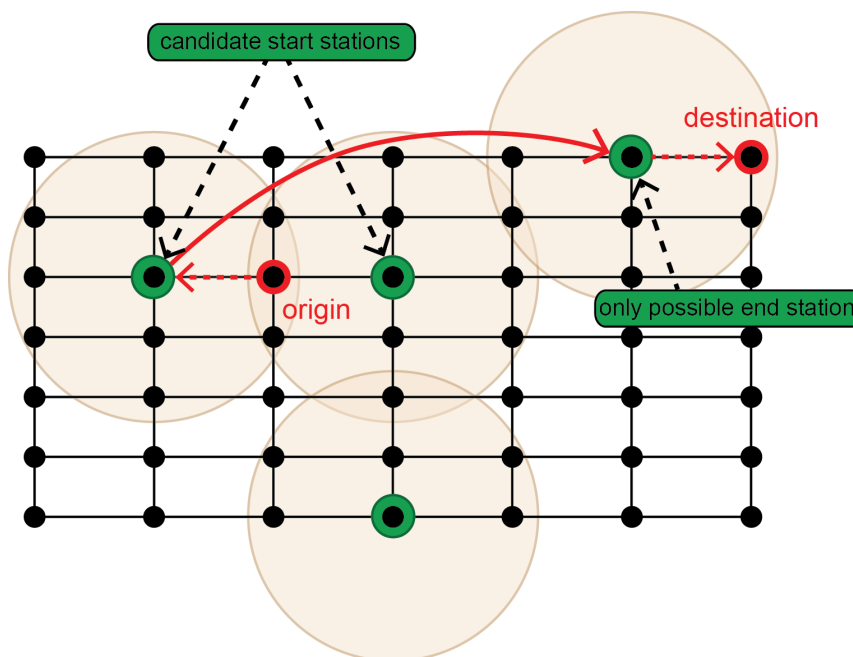 candidate start stations
destination
origin
only possible end station